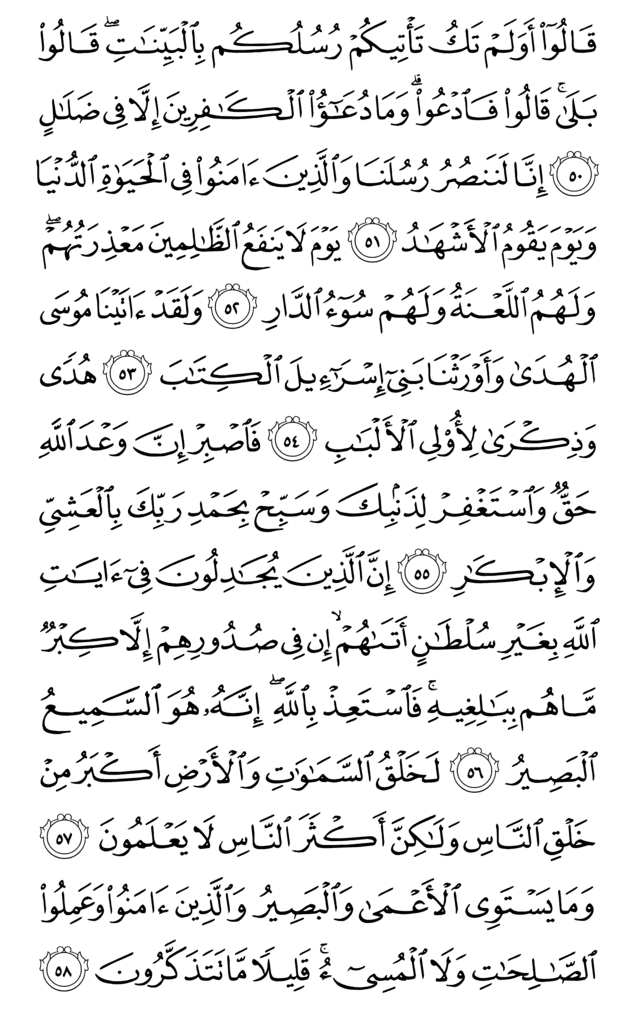 قَالُوٓا۟ أَوَلَمْ تَكُ تَأْتِيكُمْ رُسُلُكُم بِٱلْبَيِّنَـٰتِ ۖ قَالُوا۟
بَلَىٰ ۚ قَالُوا۟ فَٱدْعُوا۟ ۗ وَمَا دُعَـٰٓؤُا۟ ٱلْكَـٰفِرِينَ إِلَّا فِى ضَلَـٰلٍ
﴿٥٠﴾ إِنَّا لَنَنصُرُ رُسُلَنَا وَٱلَّذِينَ ءَامَنُوا۟ فِى ٱلْحَيَوٰةِ ٱلدُّنْيَا
وَيَوْمَ يَقُومُ ٱلْأَشْهَـٰدُ ﴿٥١﴾ يَوْمَ لَا يَنفَعُ ٱلظَّـٰلِمِينَ مَعْذِرَتُهُمْ ۖ
وَلَهُمُ ٱللَّعْنَةُ وَلَهُمْ سُوٓءُ ٱلدَّارِ ﴿٥٢﴾ وَلَقَدْ ءَاتَيْنَا مُوسَى
ٱلْهُدَىٰ وَأَوْرَثْنَا بَنِىٓ إِسْرَٰٓءِيلَ ٱلْكِتَـٰبَ ﴿٥٣﴾ هُدًى
وَذِكْرَىٰ لِأُو۟لِى ٱلْأَلْبَـٰبِ ﴿٥٤﴾ فَٱصْبِرْ إِنَّ وَعْدَ ٱللَّهِ
حَقٌّ وَٱسْتَغْفِرْ لِذَنۢبِكَ وَسَبِّحْ بِحَمْدِ رَبِّكَ بِٱلْعَشِىِّ
وَٱلْإِبْكَـٰرِ ﴿٥٥﴾ إِنَّ ٱلَّذِينَ يُجَـٰدِلُونَ فِىٓ ءَايَـٰتِ
ٱللَّهِ بِغَيْرِ سُلْطَـٰنٍ أَتَىٰهُمْ ۙ إِن فِى صُدُورِهِمْ إِلَّا كِبْرٌ
مَّا هُم بِبَـٰلِغِيهِ ۚ فَٱسْتَعِذْ بِٱللَّهِ ۖ إِنَّهُۥ هُوَ ٱلسَّمِيعُ
ٱلْبَصِيرُ ﴿٥٦﴾ لَخَلْقُ ٱلسَّمَـٰوَٰتِ وَٱلْأَرْضِ أَكْبَرُ مِنْ
خَلْقِ ٱلنَّاسِ وَلَـٰكِنَّ أَكْثَرَ ٱلنَّاسِ لَا يَعْلَمُونَ ﴿٥٧﴾
وَمَا يَسْتَوِى ٱلْأَعْمَىٰ وَٱلْبَصِيرُ وَٱلَّذِينَ ءَامَنُوا۟ وَعَمِلُوا۟
ٱلصَّـٰلِحَـٰتِ وَلَا ٱلْمُسِىٓءُ ۚ قَلِيلًا مَّا تَتَذَكَّرُونَ ﴿٥٨﴾